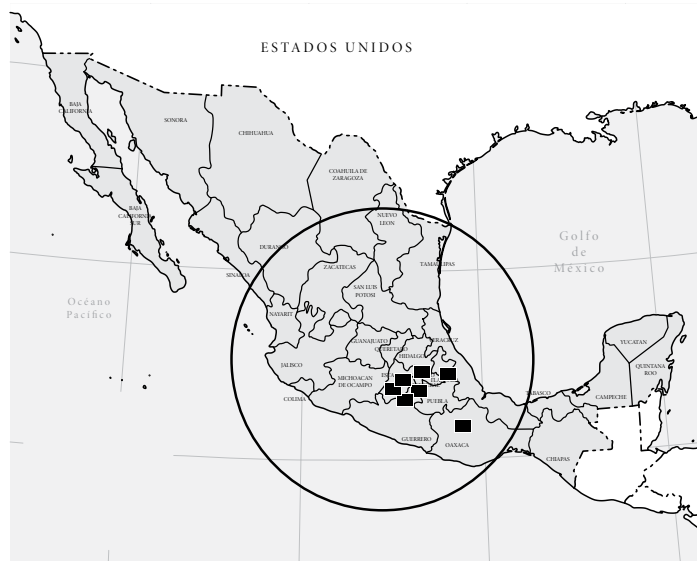 ESTADOS UNIDOS
BAJA
CALIFORNIA
SONORA
CHIHUAHUA
COAHUILA DE
ZARAGOZA
BAJA
CALIFORNIA
SUR
NUEVO
LEON
DURANGO
Golfo
de
México
SINALOA
ZACATECAS
TAMAULIPAS
SAN LUIS
POTOSI
Océano
Pacífico
NAYARIT
GUANAJUATO
VERACRUZ
QUERETARO
HIDALGO
TUCATAN
JALISCO
QUINTANA
ROO
MICHOACAN
DE OCAMPO
COLIMA
PUEBLA
TABASCO
CAMPECHE
GUERRERO
OAXACA
CHIAPAS